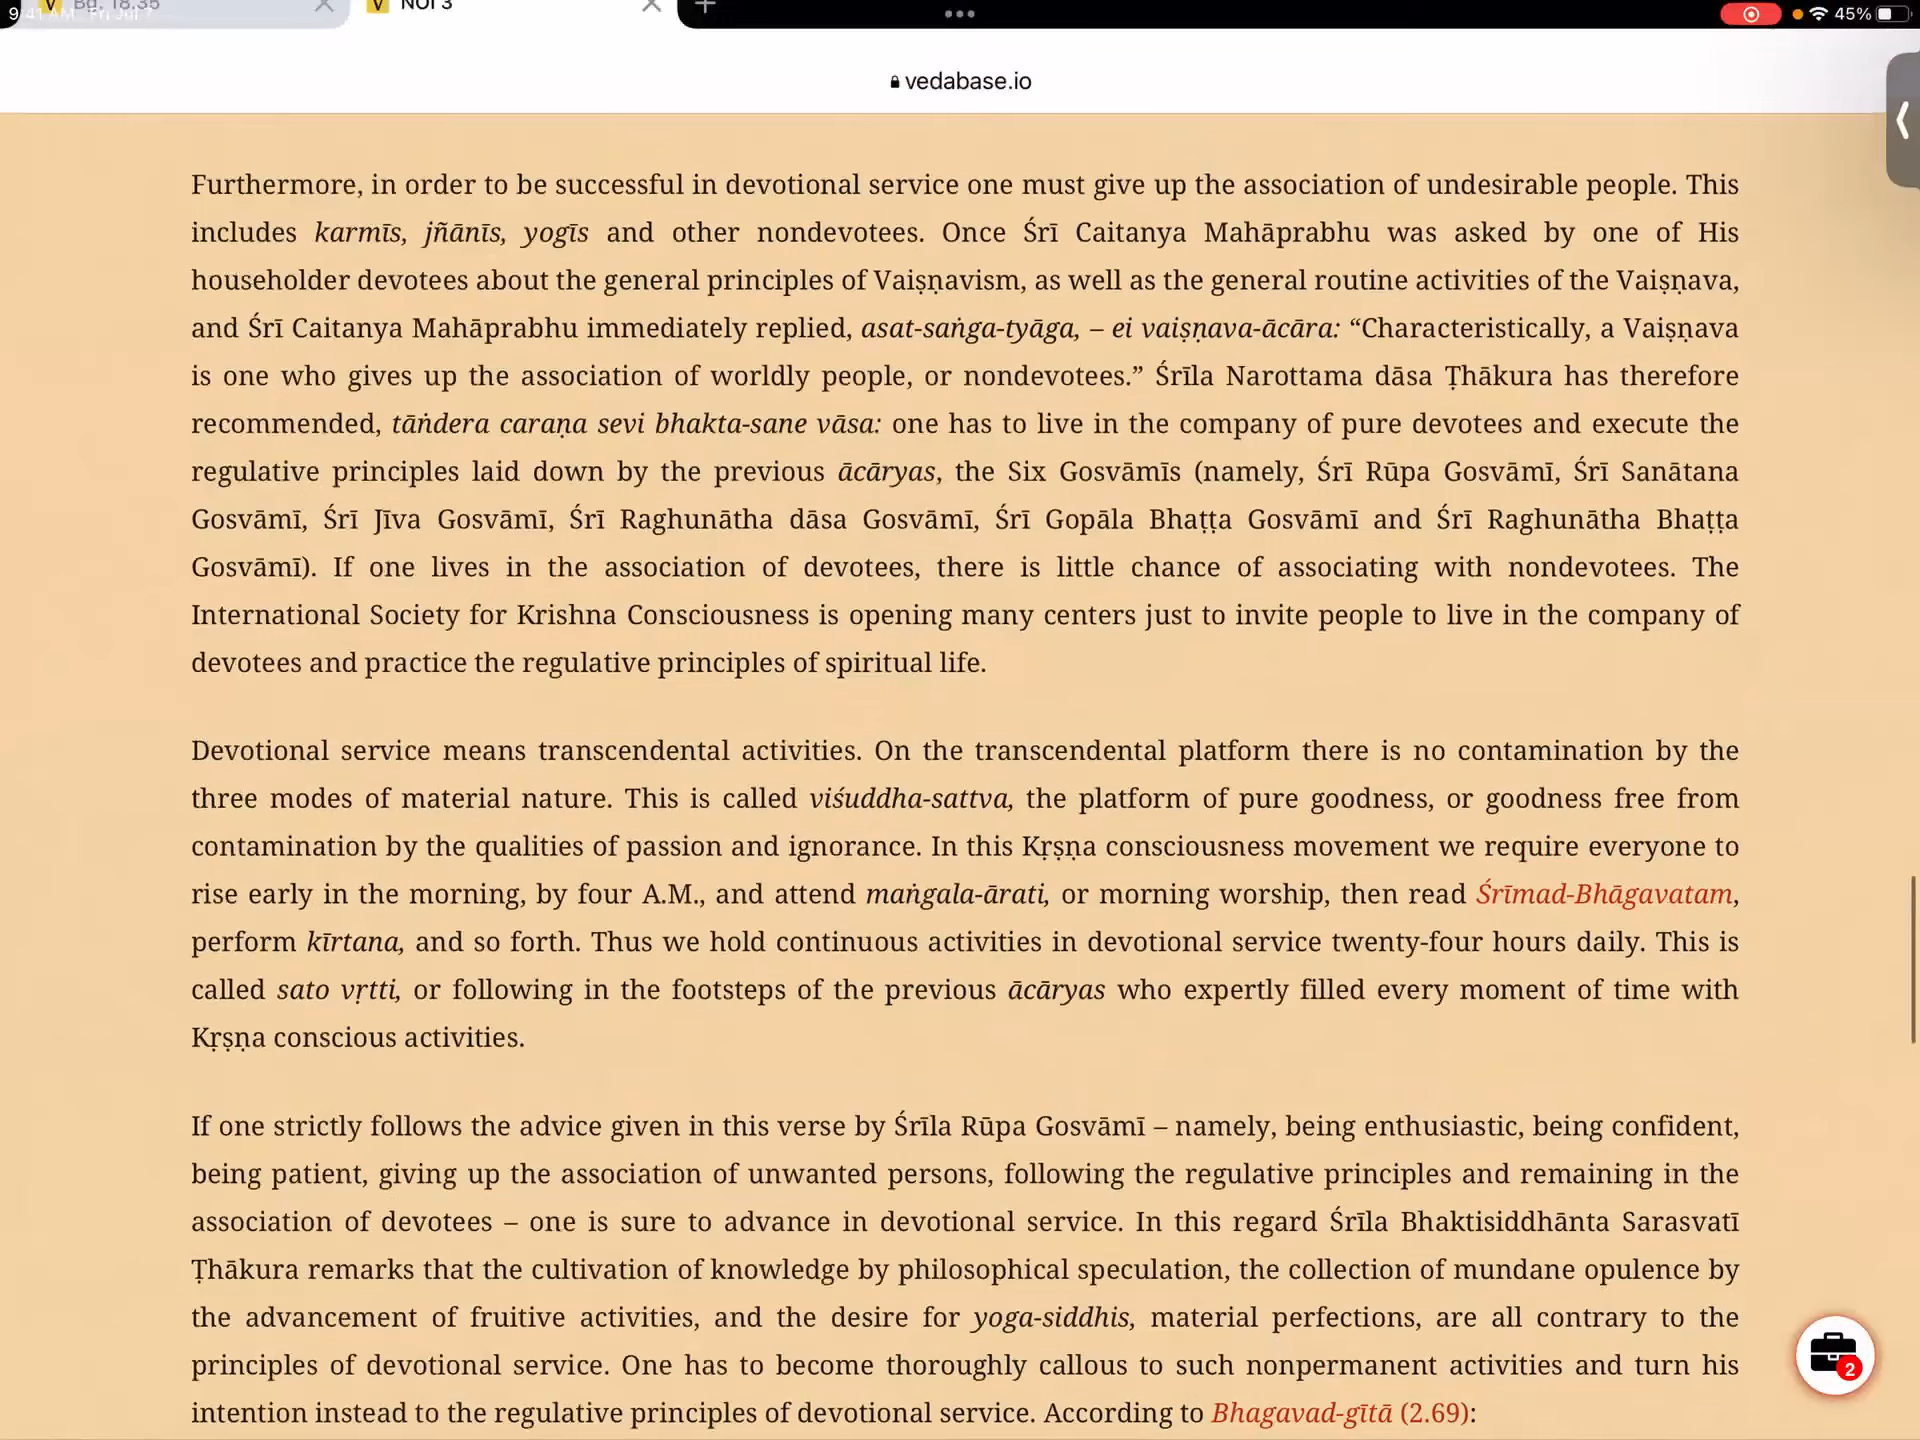 Bg. 18.35
NOI 3
9:41 AM Fri Jul 7
45%
vedabase.io
Furthermore, in order to be successful in devotional service one must give up the association of undesirable people. This
includes karmīs, jñānīs, yogīs and other nondevotees. Once Śrī Caitanya Mahāprabhu was asked by one of His
householder devotees about the general principles of Vaiṣṇavism, as well as the general routine activities of the Vaiṣṇava,
and Śrī Caitanya Mahāprabhu immediately replied, asat-saṅga-tyāga, – ei vaiṣṇava-ācāra: “Characteristically, a Vaiṣṇava
is one who gives up the association of worldly people, or nondevotees.” Śrīla Narottama dāsa Ṭhākura has therefore
recommended, tāṅdera caraṇa sevi bhakta-sane vāsa: one has to live in the company of pure devotees and execute the
regulative principles laid down by the previous ācāryas, the Six Gosvāmīs (namely, Śrī Rūpa Gosvāmī, Śrī Sanātana
Gosvāmī, Śrī Jīva Gosvāmī, Śrī Raghunātha dāsa Gosvāmī, Śrī Gopāla Bhaṭṭa Gosvāmī and Śrī Raghunātha Bhaṭṭa
Gosvāmī). If one lives in the association of devotees, there is little chance of associating with nondevotees. The
International Society for Krishna Consciousness is opening many centers just to invite people to live in the company of
devotees and practice the regulative principles of spiritual life.
Devotional service means transcendental activities. On the transcendental platform there is no contamination by the
three modes of material nature. This is called viśuddha-sattva, the platform of pure goodness, or goodness free from
contamination by the qualities of passion and ignorance. In this Kṛṣṇa consciousness movement we require everyone to
rise early in the morning, by four A.M., and attend maṅgala-ārati, or morning worship, then read Śrīmad-Bhāgavatam,
perform kīrtana, and so forth. Thus we hold continuous activities in devotional service twenty-four hours daily. This is
called sato vṛtti, or following in the footsteps of the previous ācāryas who expertly filled every moment of time with
Kṛṣṇa conscious activities.
If one strictly follows the advice given in this verse by Śrīla Rūpa Gosvāmī – namely, being enthusiastic, being confident,
being patient, giving up the association of unwanted persons, following the regulative principles and remaining in the
association of devotees – one is sure to advance in devotional service. In this regard Śrīla Bhaktisiddhānta Sarasvatī
Ṭhākura remarks that the cultivation of knowledge by philosophical speculation, the collection of mundane opulence by
the advancement of fruitive activities, and the desire for yoga-siddhis, material perfections, are all contrary to the
principles of devotional service. One has to become thoroughly callous to such nonpermanent activities and turn his
intention instead to the regulative principles of devotional service. According to Bhagavad-gītā (2.69):
2